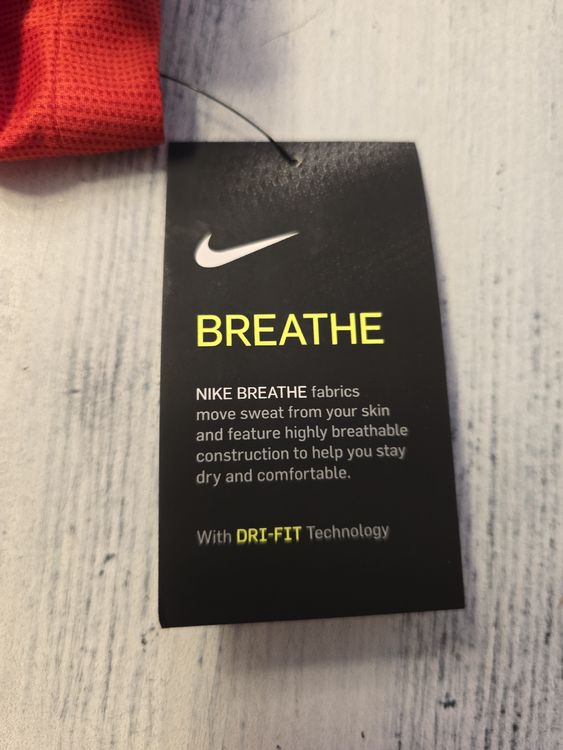 BREATHE
NIKE BREATHE fabrics
move sweat from your skin
and feature highly breathable
construction to help you stay
dry and comfortable.
With DRI-FIT Technology